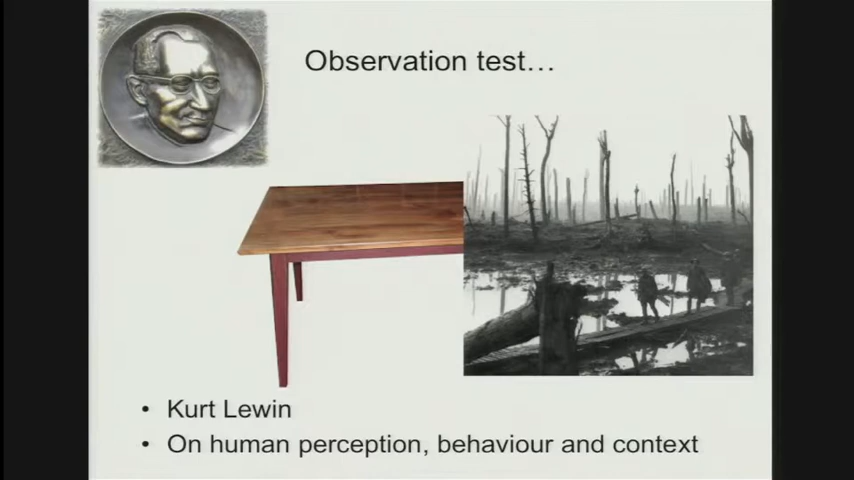 Observation test…
• Kurt Lewin
• On human perception, behaviour and context